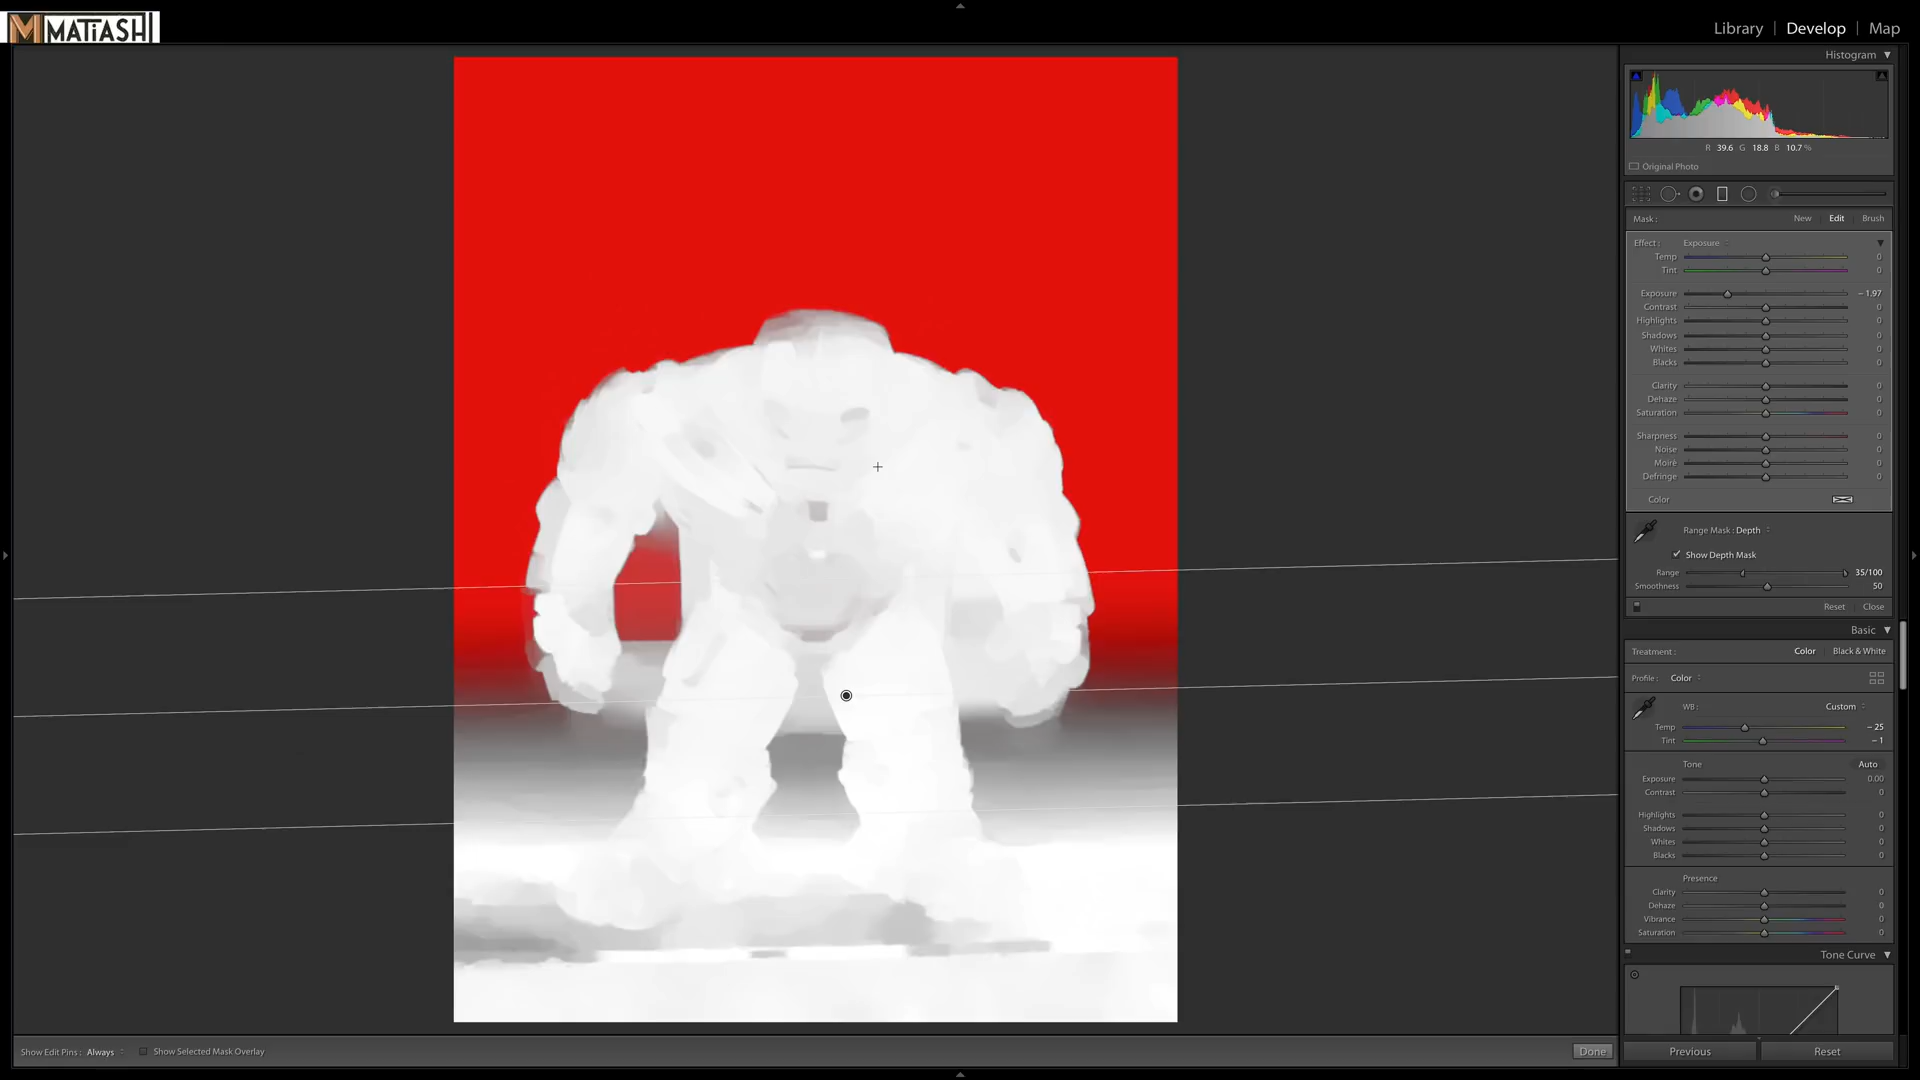 MATIASH
Library | Develop | Map
Histogram
R 39.6 G 18.8 B 10.7 %
Original Photo
Mask : New Edit Brush
Effect : Exposure
Temp 0
Tint 0
Exposure – 1.97
Contrast 0
Highlights 0
Shadows 0
Whites 0
Blacks 0
Clarity 0
Dehaze 0
Saturation 0
Sharpness 0
Noise 0
Moiré 0
Defringe 0
Color
Range Mask : Depth
Show Depth Mask
Range 35/100
Smoothness 50
Reset Close
Basic
Treatment : Color Black & White
Profile : Color
WB : Custom
Temp – 25
Tint – 1
Tone Auto
Exposure 0.00
Contrast 0
Highlights 0
Shadows 0
Whites 0
Blacks 0
Presence
Clarity 0
Dehaze 0
Vibrance 0
Saturation 0
Tone Curve
Show Edit Pins : Always Show Selected Mask Overlay Done
Previous Reset